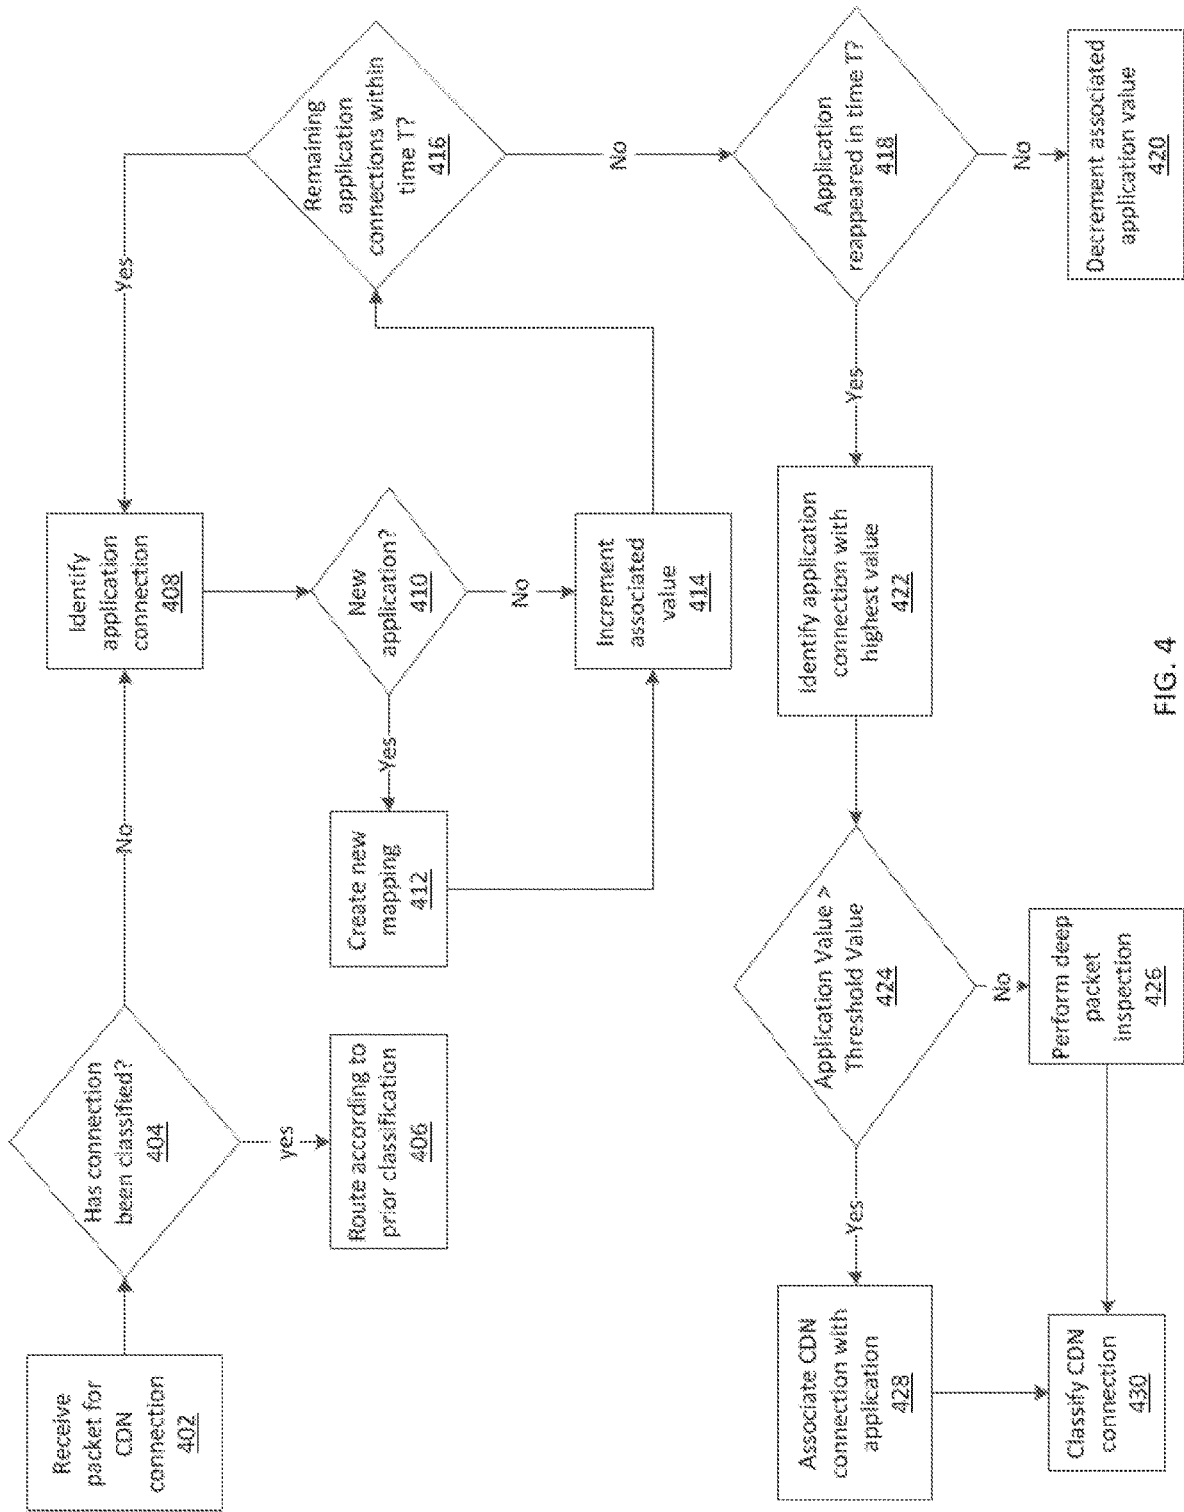 Receive
packet for
CDN
connection
402
Has connection
been classified?
404
yes
Route according to
prior classification
406
No
Identify
application
connection
408
New
application?
410
Yes
Create new
mapping
412
No
Increment
associated
value
414
Remaining
application
connections within
time T?
416
Yes
No
Application
reappeared in time T?
418
No
Decrement associated
application value
420
Yes
Identify application
connection with
highest value
422
Application Value >
Threshold Value
424
No
Perform deep
packet
inspection
426
Yes
Associate CDN
connection with
application
428
Classify CDN
connection
430
FIG. 4